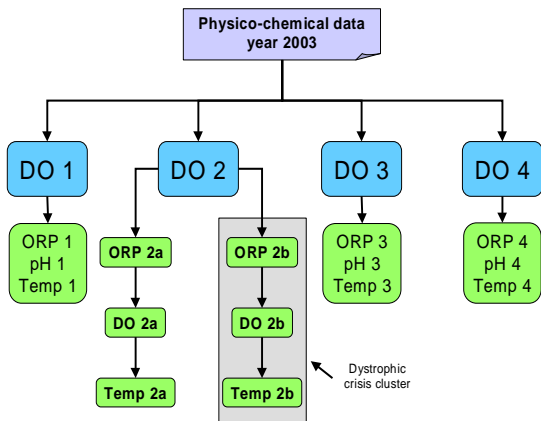 Physico-chemical data
year 2003
DO 1
DO 2
DO 3
DO 4
ORP 1
pH 1
Temp 1
ORP 2a
DO 2a
Temp 2a
ORP 2b
DO 2b
Temp 2b
Dystrophic
crisis cluster
ORP 3
pH 3
Temp 3
ORP 4
pH 4
Temp 4